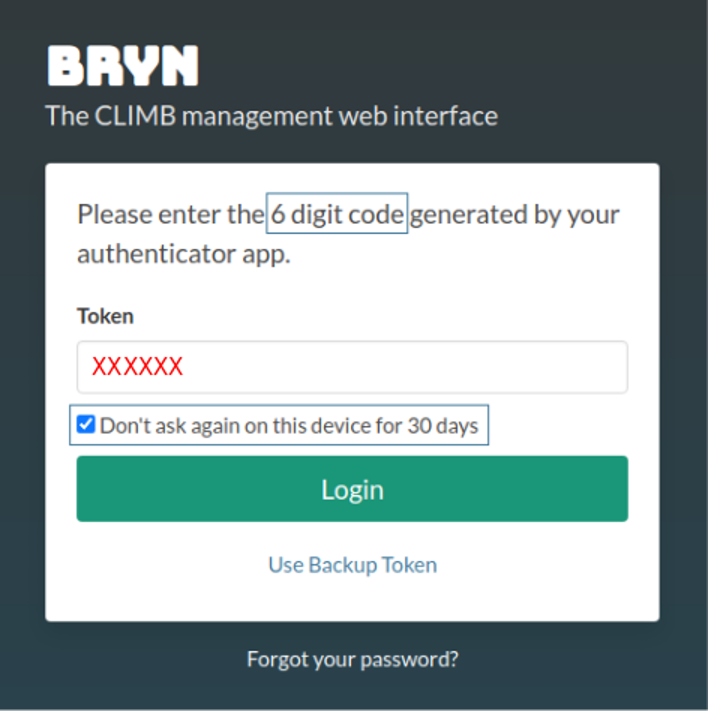 BRYN
The CLIMB management web interface
Please enter the 6 digit code generated by your
authenticator app.
Token
XXXXXX
Don't ask again on this device for 30 days
Login
Use Backup Token
Forgot your password?